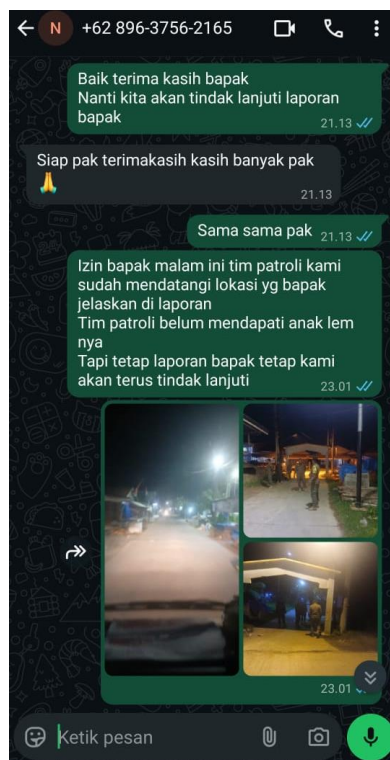 N +62 896-3756-2165
Baik terima kasih bapak
Nanti kita akan tindak lanjuti laporan
bapak
21.13
Siap pak terimakasih kasih banyak pak
🙏
21.13
Sama sama pak 21.13
Izin bapak malam ini tim patroli kami
sudah mendatangi lokasi yg bapak
jelaskan di laporan
Tim patroli belum mendapati anak lem
nya
Tapi tetap laporan bapak tetap kami
akan terus tindak lanjuti
23.01
23.01
Ketik pesan